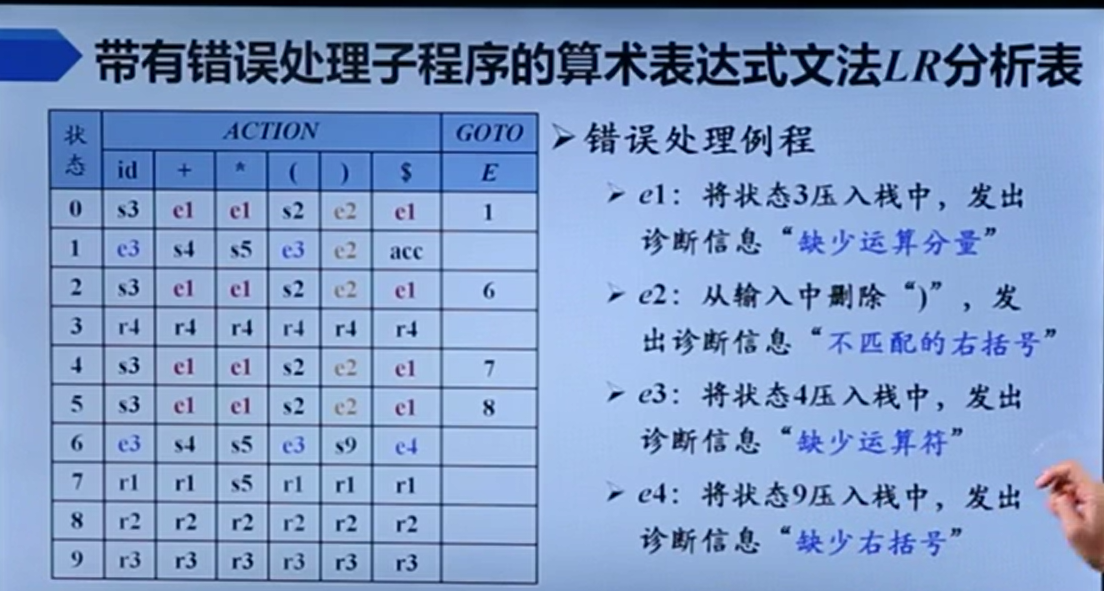 带有错误处理子程序的算术表达式文法LR分析表
状态 ACTION GOTO
id + * ( ) $ E
0 s3 e1 e1 s2 e2 e1 1
1 e3 s4 s5 e3 e2 acc
2 s3 e1 e1 s2 e2 e1 6
3 r4 r4 r4 r4 r4 r4
4 s3 e1 e1 s2 e2 e1 7
5 s3 e1 e1 s2 e2 e1 8
6 e3 s4 s5 e3 s9 e4
7 r1 r1 s5 r1 r1 r1
8 r2 r2 r2 r2 r2 r2
9 r3 r3 r3 r3 r3 r3
➢错误处理例程
➢ e1：将状态3压入栈中，发出
诊断信息“缺少运算分量”
➢ e2：从输入中删除“)”，发
出诊断信息“不匹配的右括号”
➢ e3：将状态4压入栈中，发出
诊断信息“缺少运算符”
➢ e4：将状态9压入栈中，发出
诊断信息“缺少右括号”